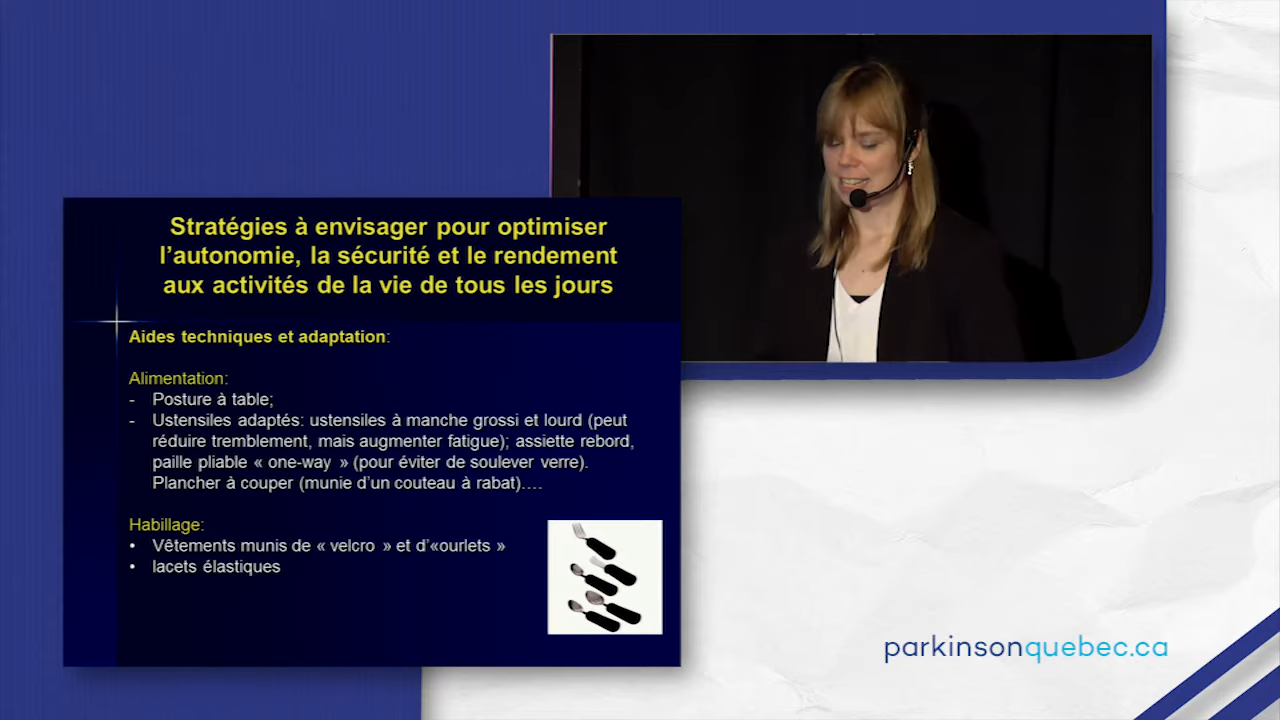 Stratégies à envisager pour optimiser
l'autonomie, la sécurité et le rendement
aux activités de la vie de tous les jours
Aides techniques et adaptation:
Alimentation:
- Posture à table;
- Ustensiles adaptés: ustensiles à manche grossi et lourd (peut
réduire tremblement, mais augmenter fatigue); assiette rebord,
paille pliable « one-way » (pour éviter de soulever verre).
Plancher à couper (munie d'un couteau à rabat)….
Habillage:
• Vêtements munis de « velcro » et d'«ourlets »
• lacets élastiques
parkinsonquebec.ca